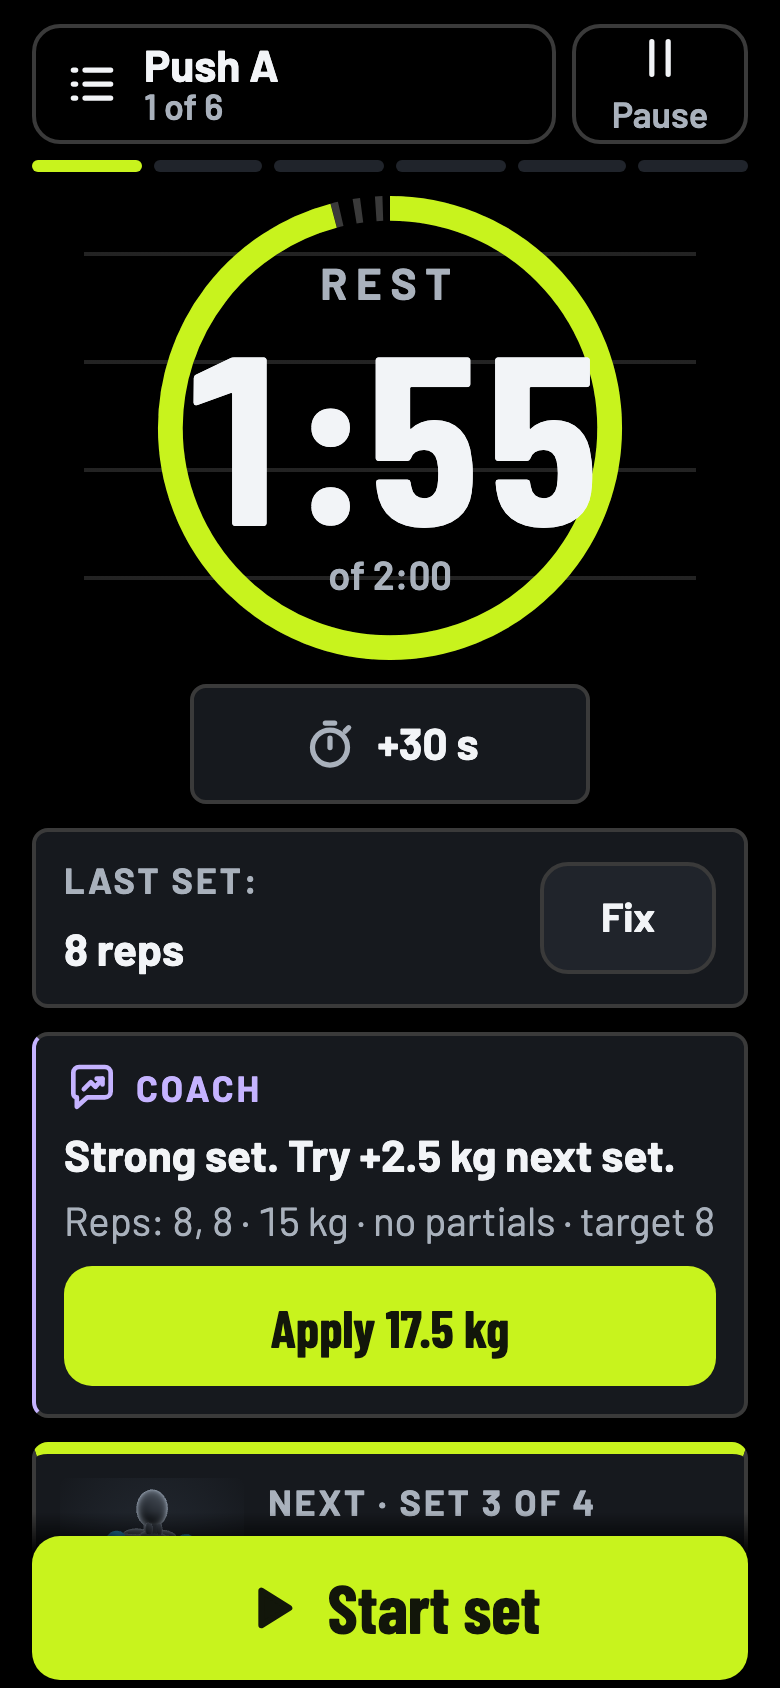 Push A
1 of 6
Pause
REST
1:55
of 2:00
+30 s
LAST SET:
8 reps
Fix
COACH
Strong set. Try +2.5 kg next set.
Reps: 8, 8 · 15 kg · no partials · target 8
Apply 17.5 kg
NEXT · SET 3 OF 4
Start set